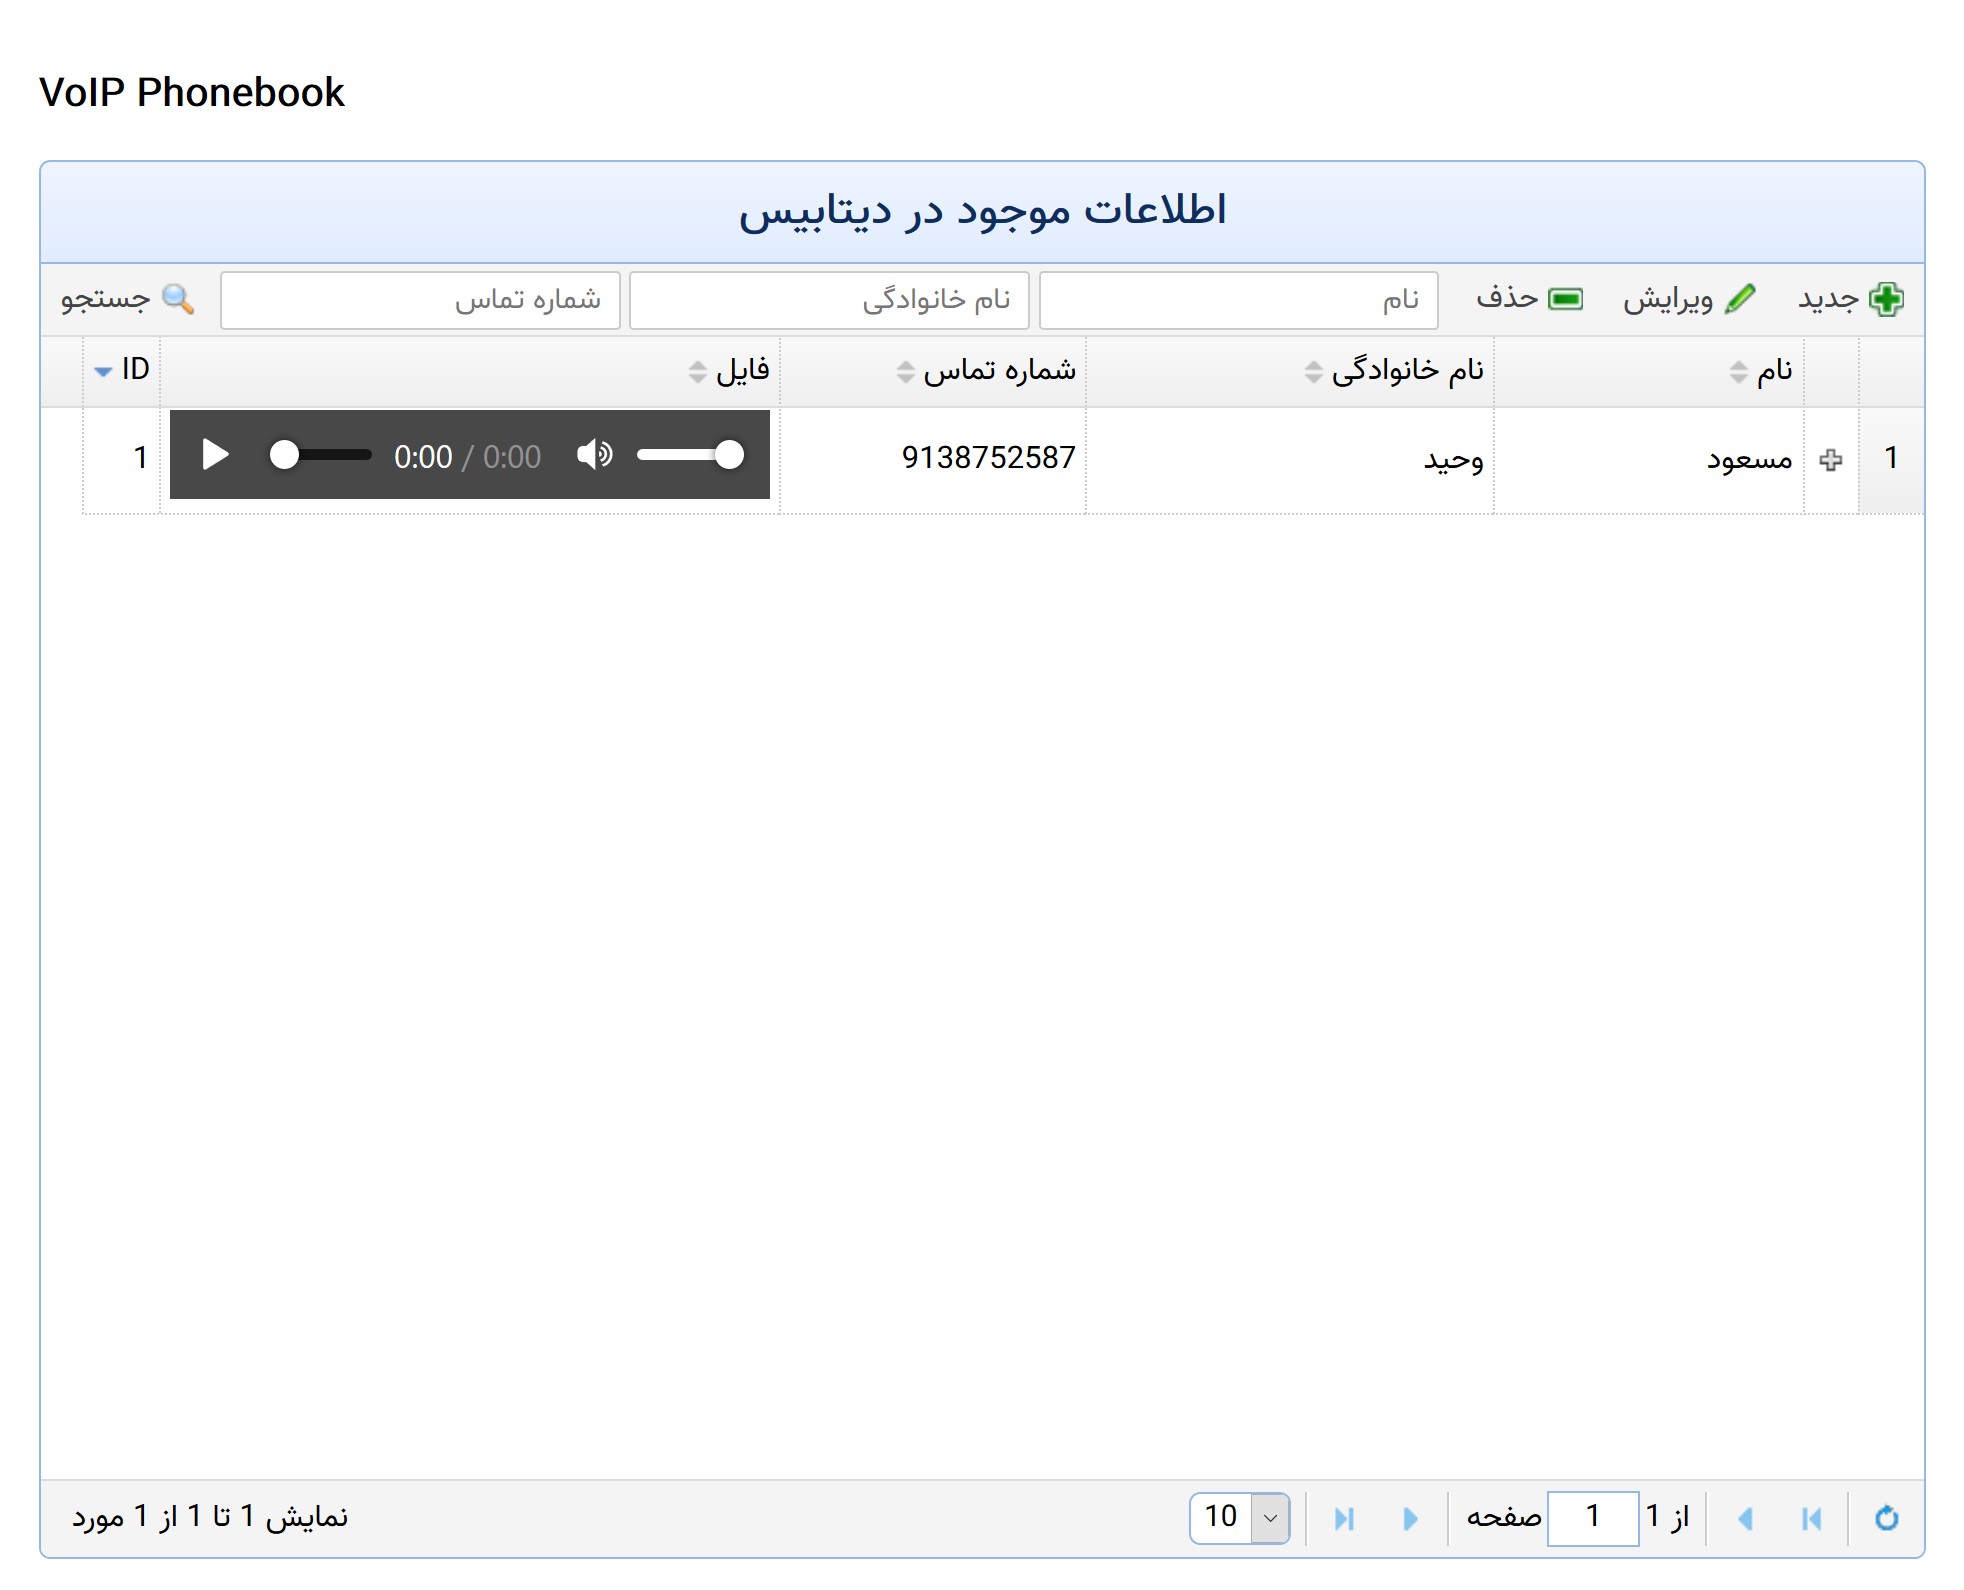 VoIP Phonebook
اطلاعات موجود در دیتابیس
جدید ویرایش حذف نام نام خانوادگی شماره تماس جستجو
نام نام خانوادگی شماره تماس فایل ID
1 مسعود وحید 9138752587 0:00 / 0:00 1
از 1 1 صفحه 10 نمایش 1 تا 1 از 1 مورد